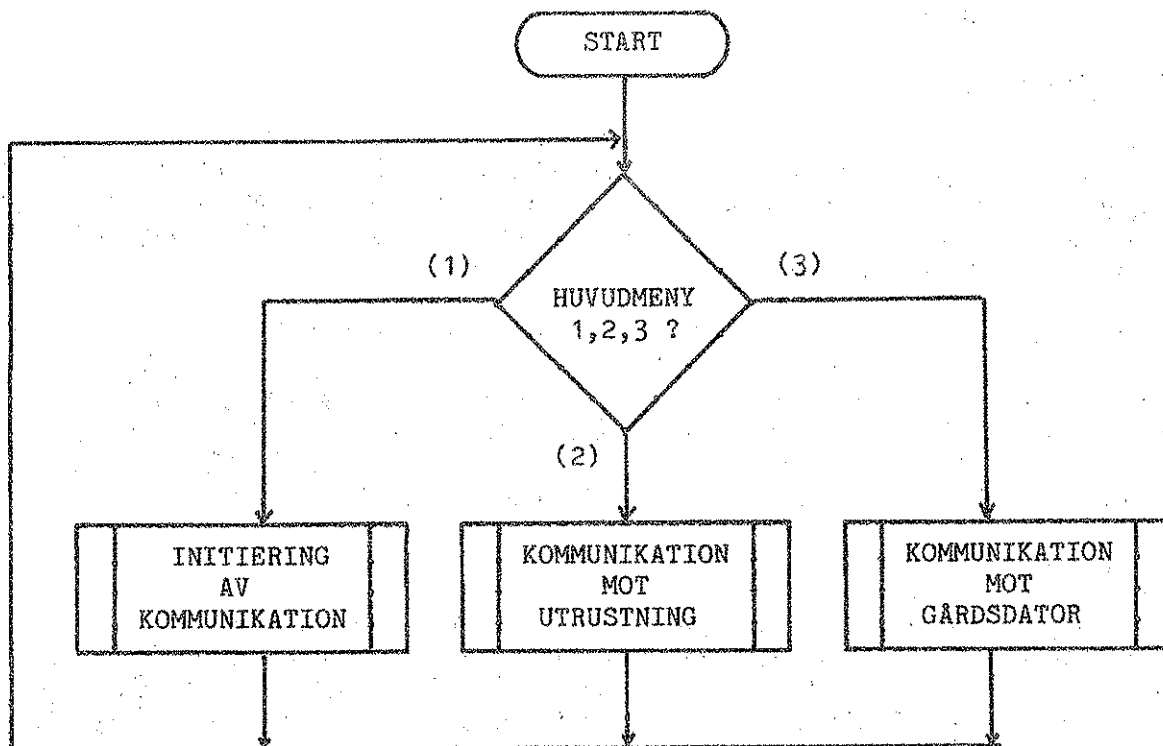 START
(1)
(3)
HUVUDMENY
1,2,3 ?
(2)
INITIERING
AV
KOMMUNIKATION
KOMMUNIKATION
MOT
UTRUSTNING
KOMMUNIKATION
MOT
GÅRDSDATOR